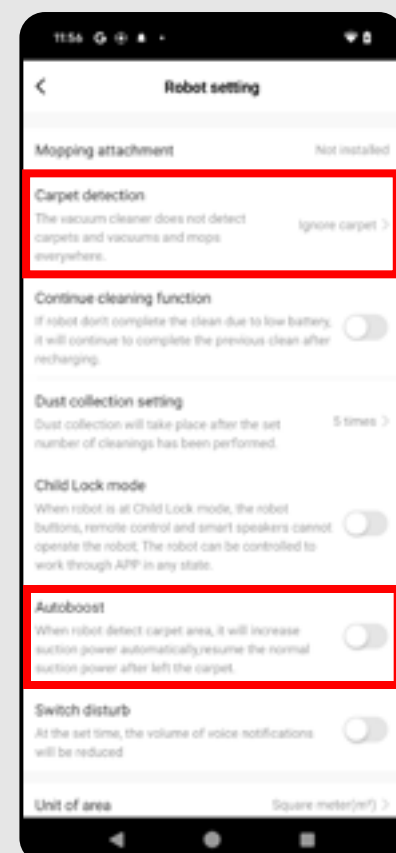 11:56 G
Robot setting
Mopping attachment Not installed
Carpet detection
The vacuum cleaner does not detect
carpets and vacuums and mops Ignore carpet >
everywhere.
Continue cleaning function
If robot don't complete the clean due to low battery,
it will continue to complete the previous clean after
recharging.
Dust collection setting
Dust collection will take place after the set 5 times >
number of cleanings has been performed.
Child Lock mode
When robot is at Child Lock mode, the robot
buttons, remote control and smart speakers cannot
operate the robot; The robot can be controlled to
work through APP in any state.
Autoboost
When robot detect carpet area, it will increase
suction power automatically,resume the normal
suction power after left the carpet.
Switch disturb
At the set time, the volume of voice notifications
will be reduced
Unit of area Square meter(m²) >